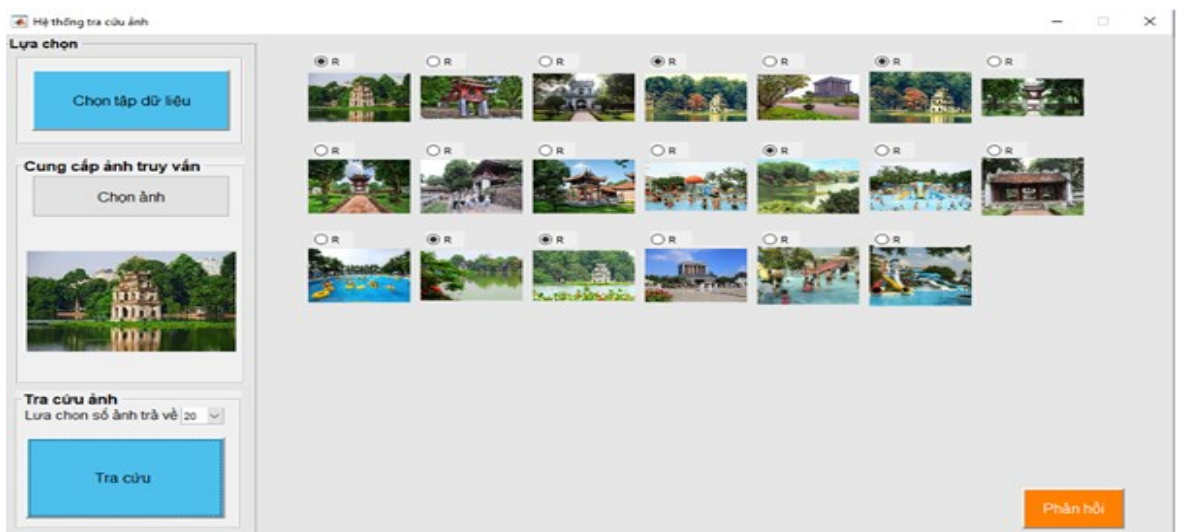 Hệ thống tra cứu ảnh
Lựa chọn
Chọn tập dữ liệu
Cung cấp ảnh truy vấn
Chọn ảnh
Tra cứu ảnh
Lựa chọn số ảnh trả về 20
Tra cứu
R R R R R R R
R R R R R R R
R R R R R R
Phản hồi